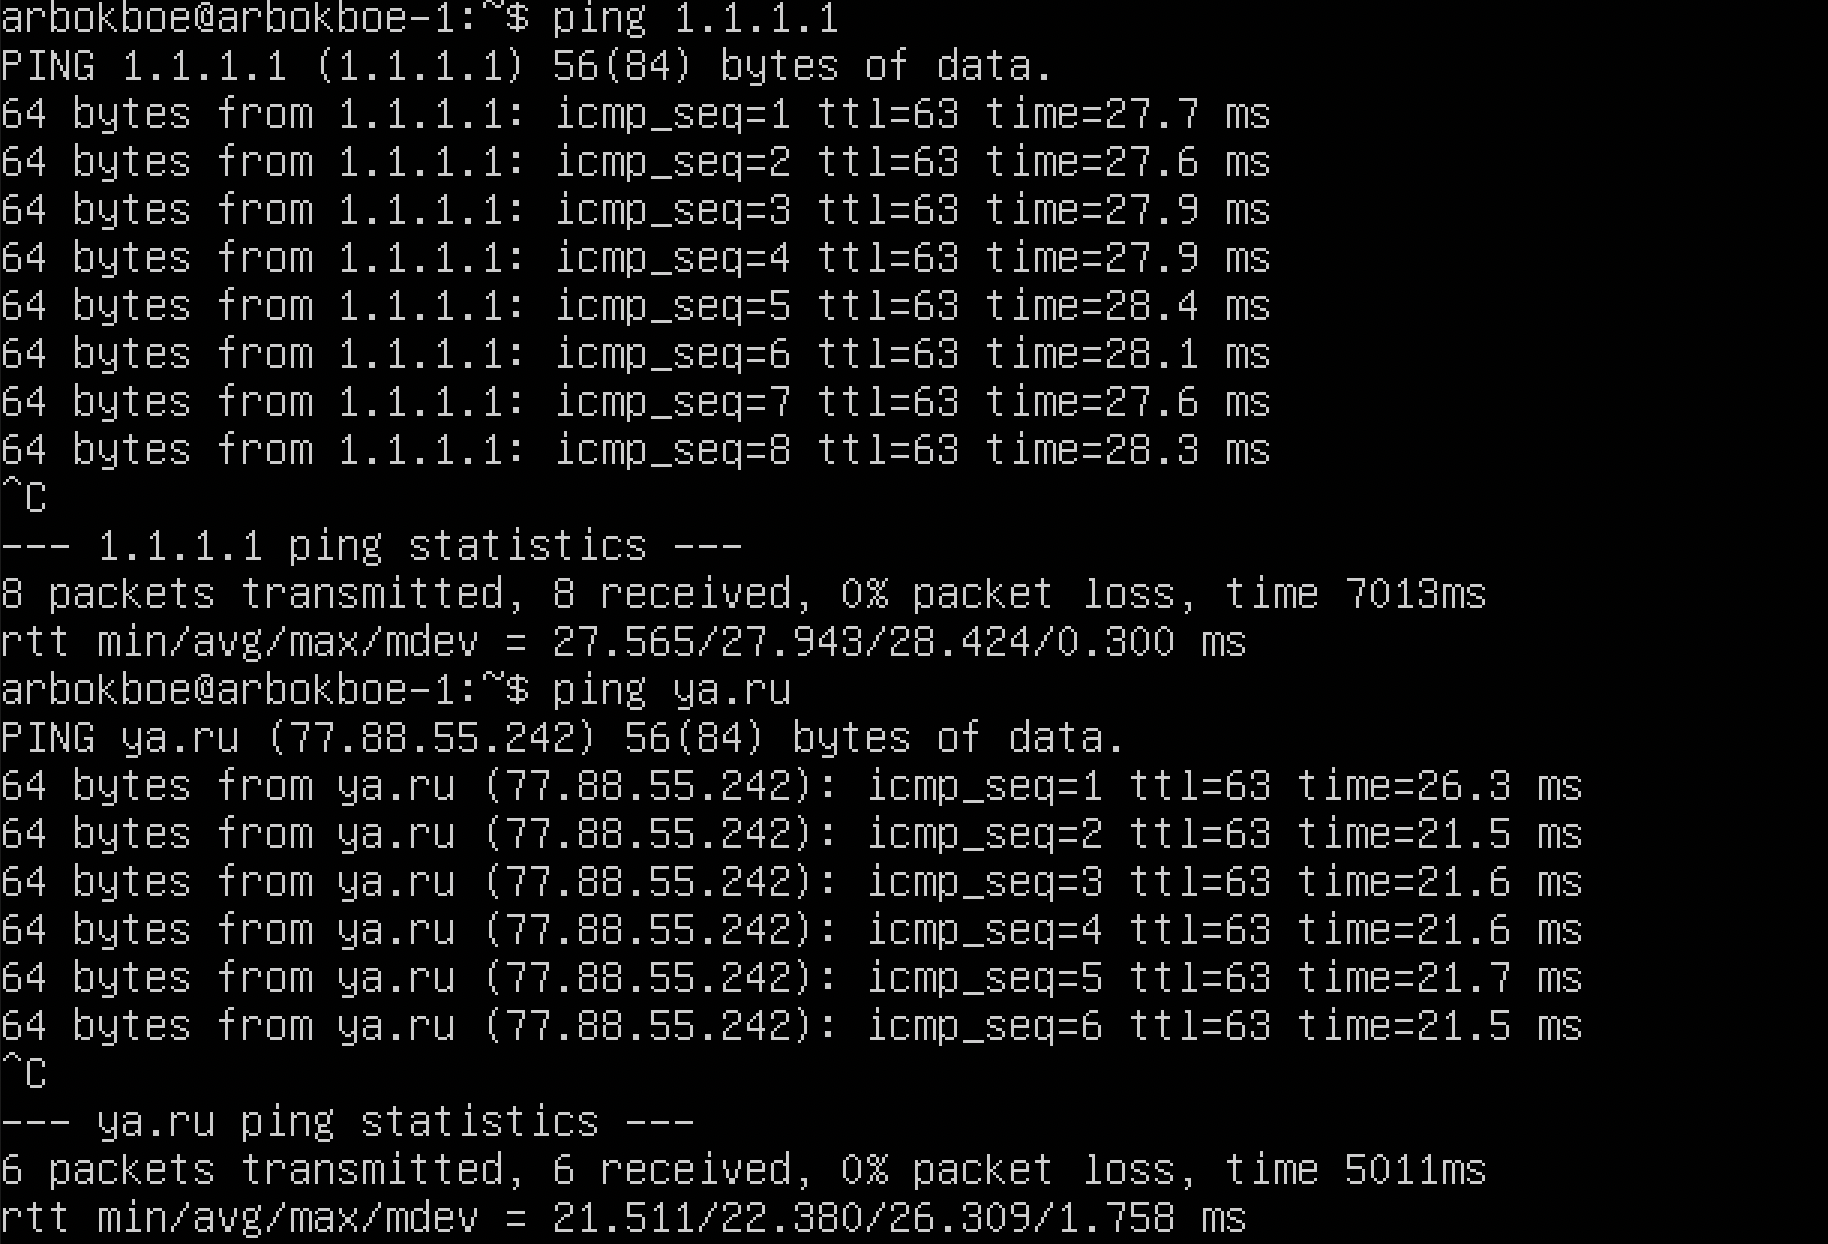 arbokboe@arbokboe-1:~$ ping 1.1.1.1
PING 1.1.1.1 (1.1.1.1) 56(84) bytes of data.
64 bytes from 1.1.1.1: icmp_seq=1 ttl=63 time=27.7 ms
64 bytes from 1.1.1.1: icmp_seq=2 ttl=63 time=27.6 ms
64 bytes from 1.1.1.1: icmp_seq=3 ttl=63 time=27.9 ms
64 bytes from 1.1.1.1: icmp_seq=4 ttl=63 time=27.9 ms
64 bytes from 1.1.1.1: icmp_seq=5 ttl=63 time=28.4 ms
64 bytes from 1.1.1.1: icmp_seq=6 ttl=63 time=28.1 ms
64 bytes from 1.1.1.1: icmp_seq=7 ttl=63 time=27.6 ms
64 bytes from 1.1.1.1: icmp_seq=8 ttl=63 time=28.3 ms
^C
--- 1.1.1.1 ping statistics ---
8 packets transmitted, 8 received, 0% packet loss, time 7013ms
rtt min/avg/max/mdev = 27.565/27.943/28.424/0.300 ms
arbokboe@arbokboe-1:~$ ping ya.ru
PING ya.ru (77.88.55.242) 56(84) bytes of data.
64 bytes from ya.ru (77.88.55.242): icmp_seq=1 ttl=63 time=26.3 ms
64 bytes from ya.ru (77.88.55.242): icmp_seq=2 ttl=63 time=21.5 ms
64 bytes from ya.ru (77.88.55.242): icmp_seq=3 ttl=63 time=21.6 ms
64 bytes from ya.ru (77.88.55.242): icmp_seq=4 ttl=63 time=21.6 ms
64 bytes from ya.ru (77.88.55.242): icmp_seq=5 ttl=63 time=21.7 ms
64 bytes from ya.ru (77.88.55.242): icmp_seq=6 ttl=63 time=21.5 ms
^C
--- ya.ru ping statistics ---
6 packets transmitted, 6 received, 0% packet loss, time 5011ms
rtt min/avg/max/mdev = 21.511/22.380/26.309/1.758 ms